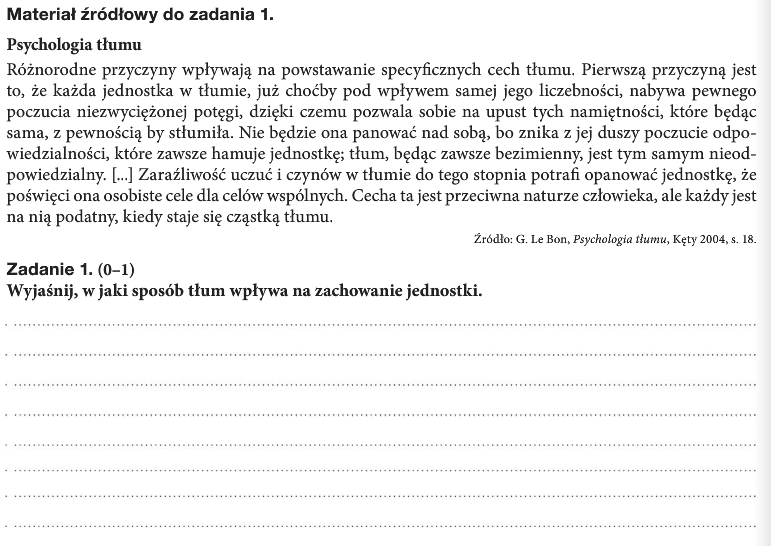 Materiał źródłowy do zadania 1.
Psychologia tłumu
Różnorodne przyczyny wpływają na powstawanie specyficznych cech tłumu. Pierwszą przyczyną jest
to, że każda jednostka w tłumie, już choćby pod wpływem samej jego liczebności, nabywa pewnego
poczucia niezwyciężonej potęgi, dzięki czemu pozwala sobie na upust tych namiętności, które będąc
sama, z pewnością by stłumiła. Nie będzie ona panować nad sobą, bo znika z jej duszy poczucie odpo-
wiedzialności, które zawsze hamuje jednostkę; tłum, będąc zawsze bezimienny, jest tym samym nieod-
powiedzialny. [...] Zaraźliwość uczuć i czynów w tłumie do tego stopnia potrafi opanować jednostkę, że
poświęci ona osobiste cele dla celów wspólnych. Cecha ta jest przeciwna naturze człowieka, ale każdy jest
na nią podatny, kiedy staje się cząstką tłumu.
Źródło: G. Le Bon, Psychologia tłumu, Kęty 2004, s. 18.
Zadanie 1. (0–1)
Wyjaśnij, w jaki sposób tłum wpływa na zachowanie jednostki.